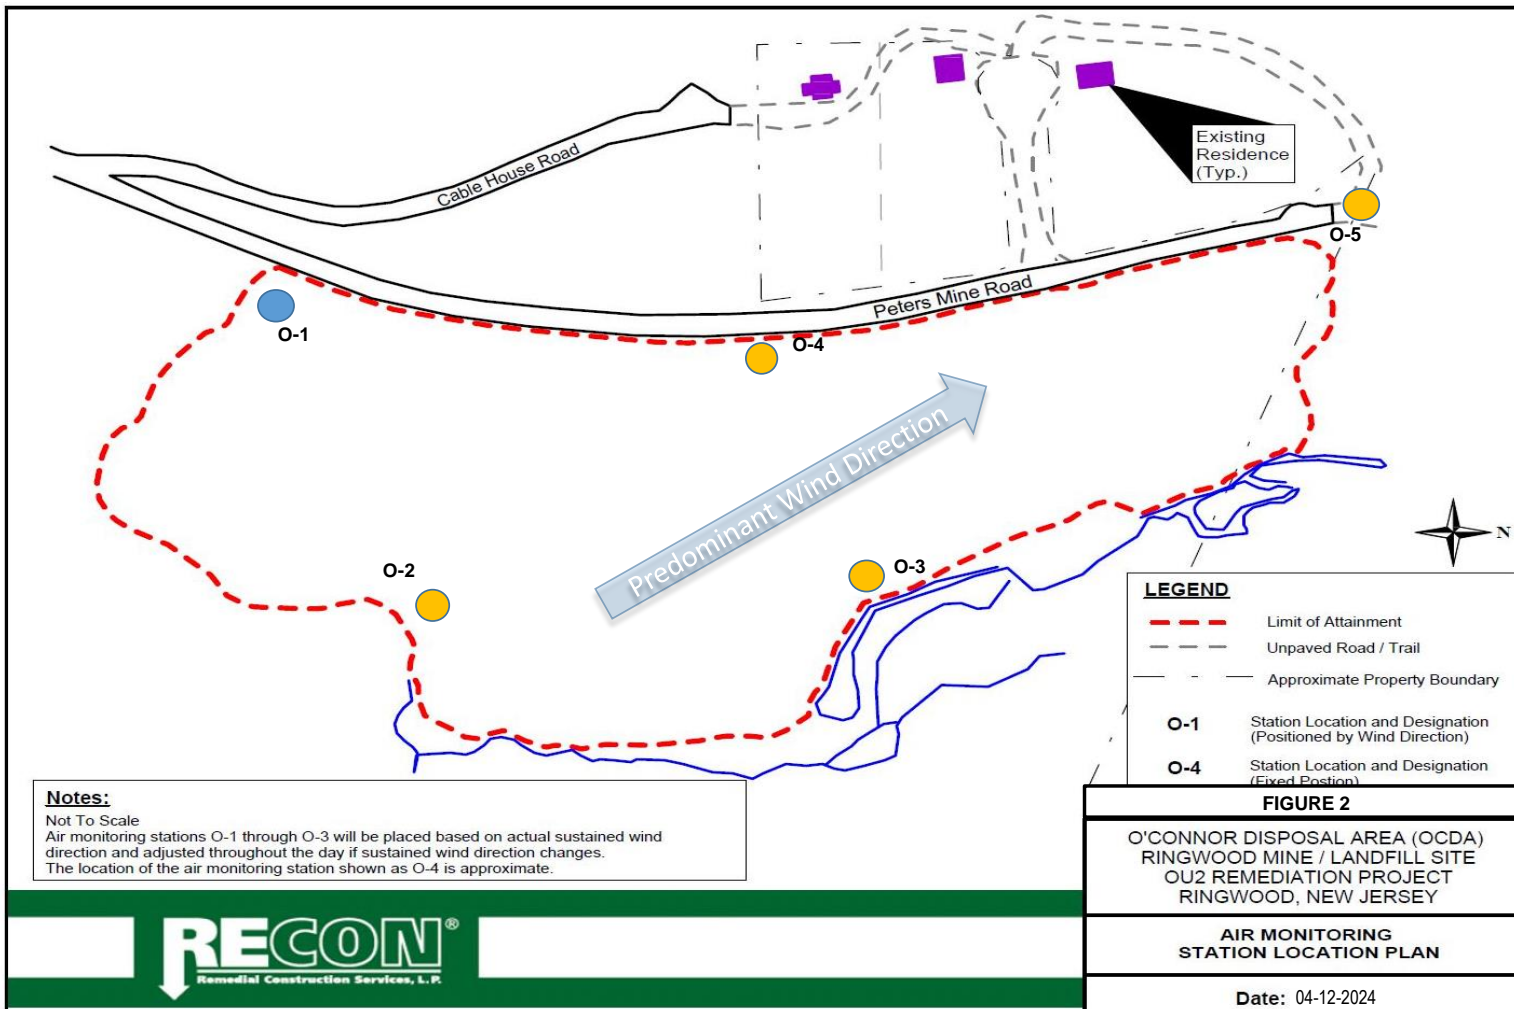 Cable House Road
Existing
Residence
(Typ.)
O-5
Peters Mine Road
O-1
O-4
Predominant Wind Direction
O-2
O-3
N
LEGEND
Limit of Attainment
Unpaved Road / Trail
Approximate Property Boundary
O-1 Station Location and Designation
(Positioned by Wind Direction)
O-4 Station Location and Designation
(Fixed Postion)
Notes:
Not To Scale
Air monitoring stations O-1 through O-3 will be placed based on actual sustained wind
direction and adjusted throughout the day if sustained wind direction changes.
The location of the air monitoring station shown as O-4 is approximate.
FIGURE 2
O'CONNOR DISPOSAL AREA (OCDA)
RINGWOOD MINE / LANDFILL SITE
OU2 REMEDIATION PROJECT
RINGWOOD, NEW JERSEY
AIR MONITORING
STATION LOCATION PLAN
Date: 04-12-2024
RECON®
Remedial Construction Services, L.P.